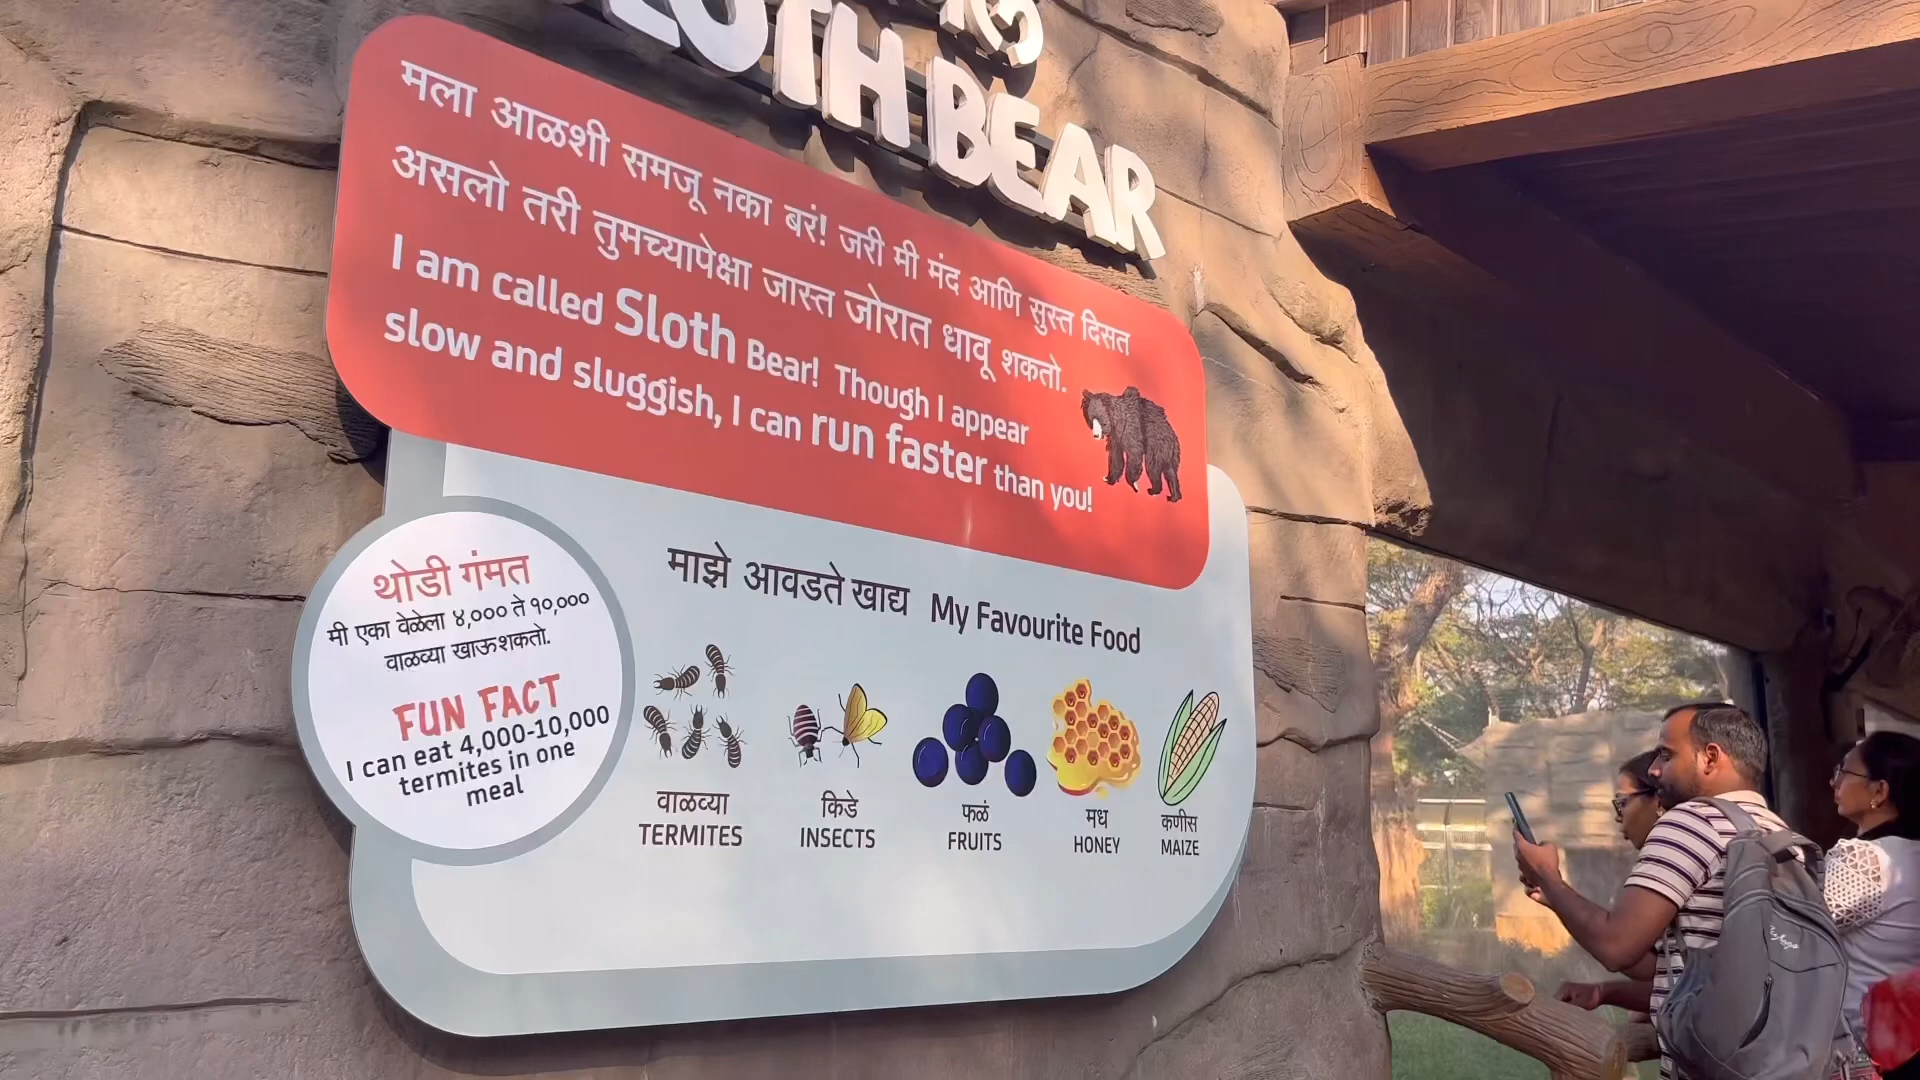 BEAR
मला आळशी समजू नका बरं! जरी मी मंद आणि सुस्त दिसत
असलो तरी तुमच्यापेक्षा जास्त जोरात धावू शकतो.
I am called Sloth Bear! Though I appear
slow and sluggish, I can run faster than you!
थोडी गंमत
मी एका वेळेला ४,००० ते १०,०००
वाळव्या खाऊ शकतो.
FUN FACT
I can eat 4,000-10,000
termites in one
meal
माझे आवडते खाद्य My Favourite Food
वाळव्या
TERMITES
किडे
INSECTS
फळं
FRUITS
मध
HONEY
कणीस
MAIZE